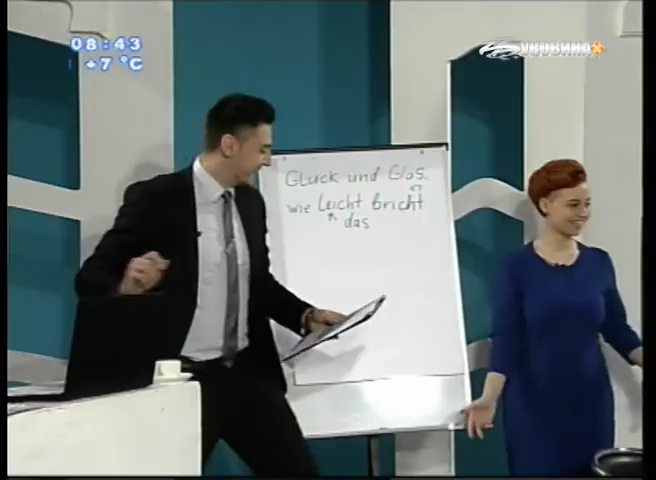 08:43
+7 °C
Gluck und Glas.
wie Leicht bricht
das